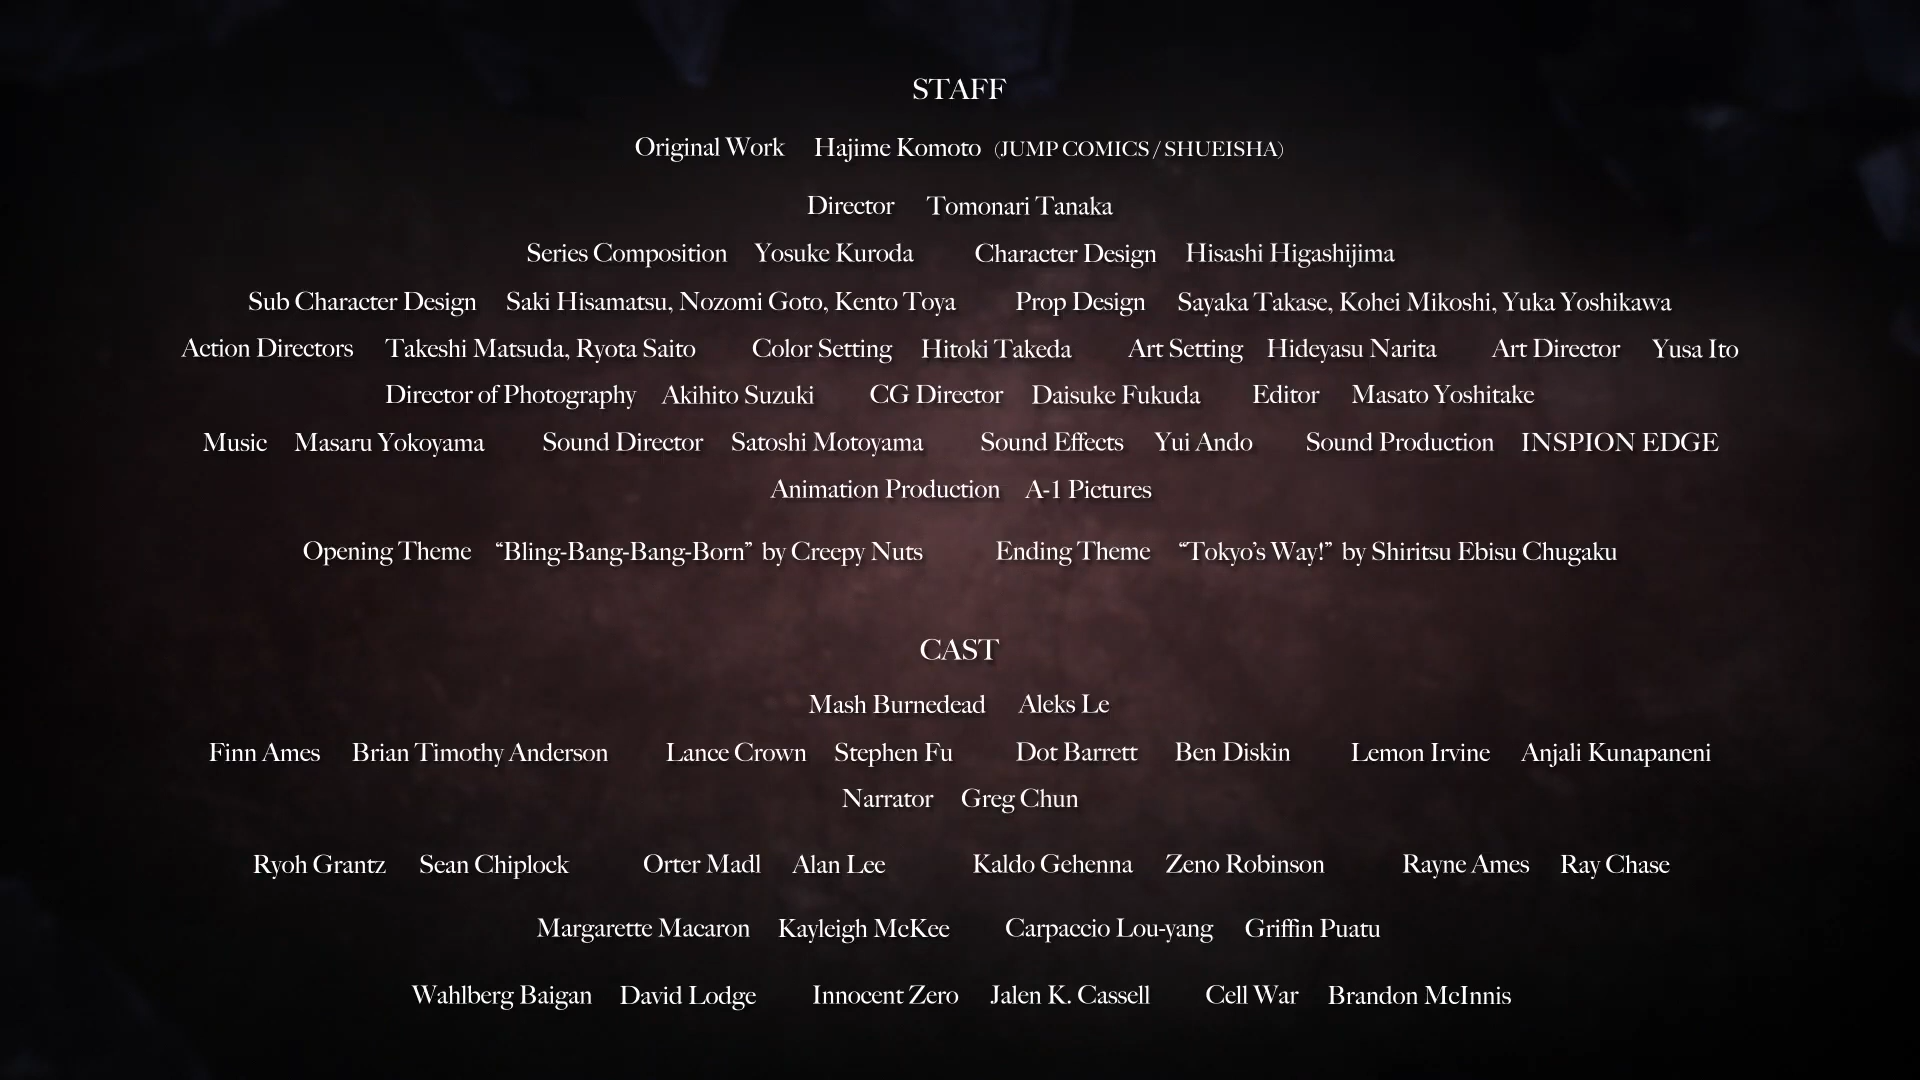 STAFF
Original Work Hajime Komoto (JUMP COMICS / SHUEISHA)
Director Tomonari Tanaka
Series Composition Yosuke Kuroda Character Design Hisashi Higashijima
Sub Character Design Saki Hisamatsu, Nozomi Goto, Kento Toya Prop Design Sayaka Takase, Kohei Mikoshi, Yuka Yoshikawa
Action Directors Takeshi Matsuda, Ryota Saito Color Setting Hitoki Takeda Art Setting Hideyasu Narita Art Director Yusa Ito
Director of Photography Akihito Suzuki CG Director Daisuke Fukuda Editor Masato Yoshitake
Music Masaru Yokoyama Sound Director Satoshi Motoyama Sound Effects Yui Ando Sound Production INSPION EDGE
Animation Production A-1 Pictures
Opening Theme “Bling-Bang-Bang-Born” by Creepy Nuts Ending Theme “Tokyo’s Way!” by Shiritsu Ebisu Chugaku
CAST
Mash Burnedead Aleks Le
Finn Ames Brian Timothy Anderson Lance Crown Stephen Fu Dot Barrett Ben Diskin Lemon Irvine Anjali Kunapaneni
Narrator Greg Chun
Ryoh Grantz Sean Chiplock Orter Madl Alan Lee Kaldo Gehenna Zeno Robinson Rayne Ames Ray Chase
Margarette Macaron Kayleigh McKee Carpaccio Lou-yang Griffin Puatu
Wahlberg Baigan David Lodge Innocent Zero Jalen K. Cassell Cell War Brandon McInnis